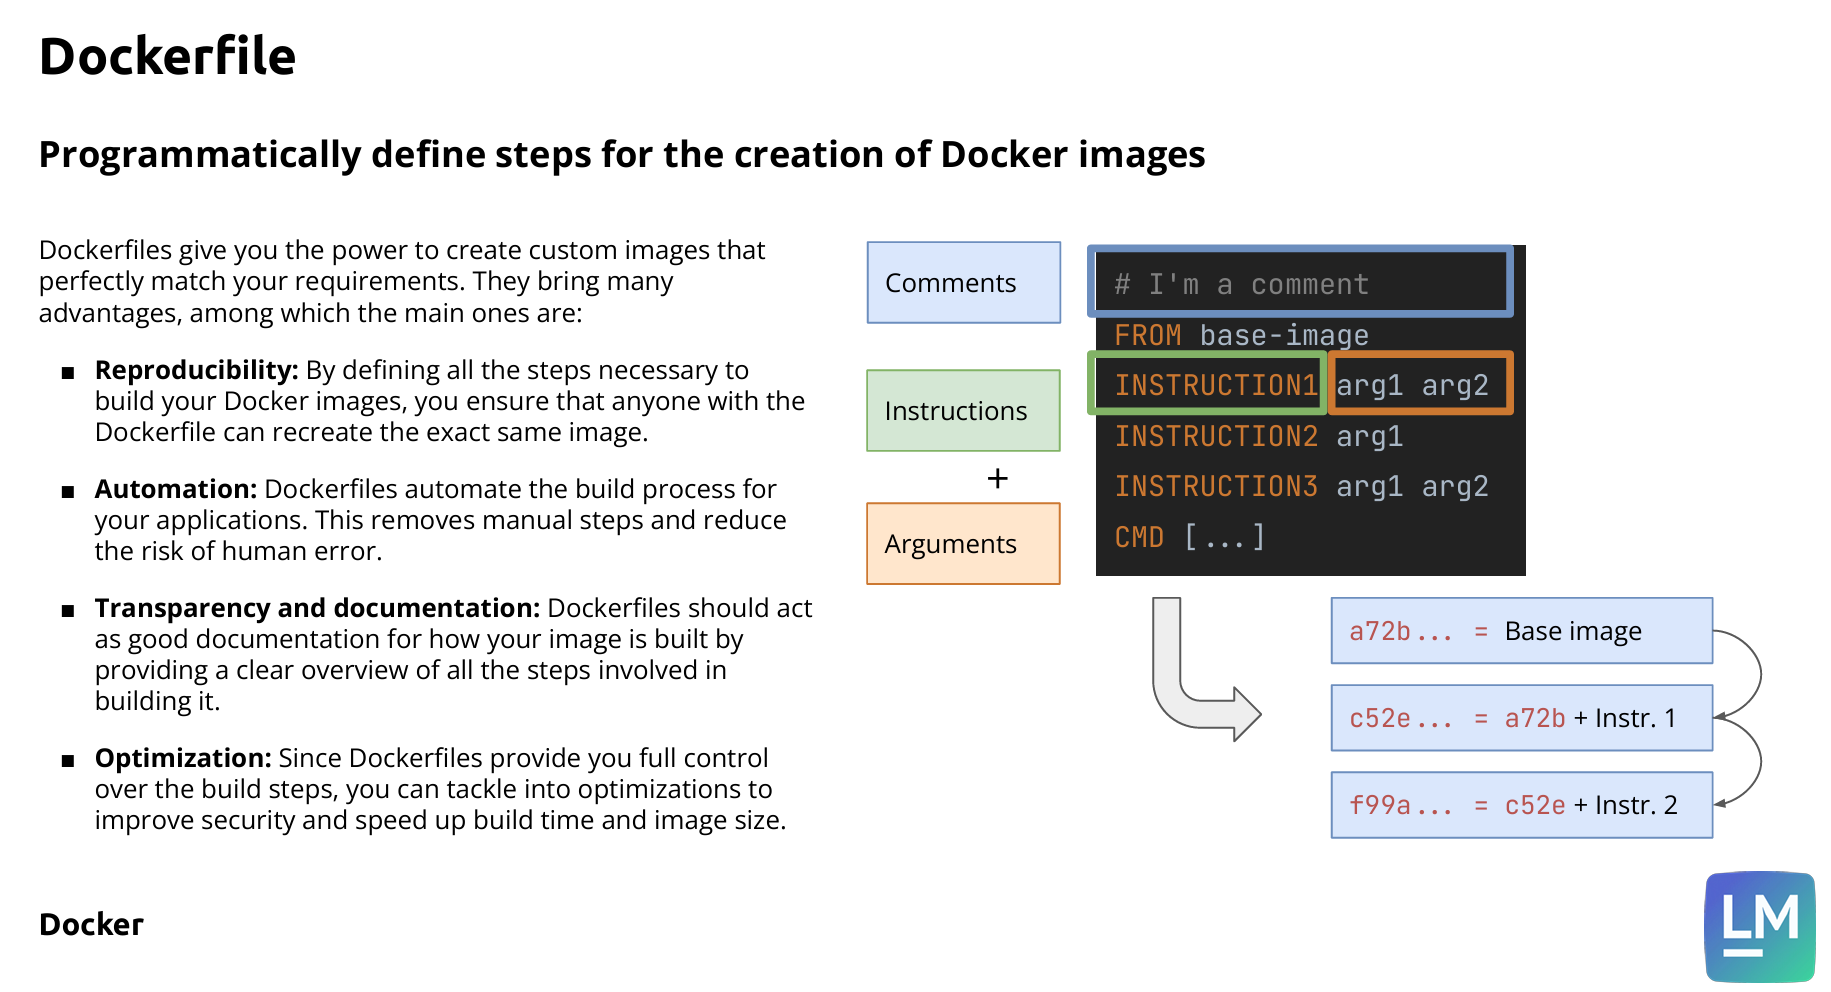 Dockerfile
Programmatically define steps for the creation of Docker images
Dockerfiles give you the power to create custom images that
perfectly match your requirements. They bring many
advantages, among which the main ones are:
▪ Reproducibility: By defining all the steps necessary to
build your Docker images, you ensure that anyone with the
Dockerfile can recreate the exact same image.
▪ Automation: Dockerfiles automate the build process for
your applications. This removes manual steps and reduce
the risk of human error.
▪ Transparency and documentation: Dockerfiles should act
as good documentation for how your image is built by
providing a clear overview of all the steps involved in
building it.
▪ Optimization: Since Dockerfiles provide you full control
over the build steps, you can tackle into optimizations to
improve security and speed up build time and image size.
Comments
Instructions
+
Arguments
# I'm a comment
FROM base-image
INSTRUCTION1 arg1 arg2
INSTRUCTION2 arg1
INSTRUCTION3 arg1 arg2
CMD [...]
a72b... = Base image
c52e... = a72b + Instr. 1
f99a... = c52e + Instr. 2
Docker
LM